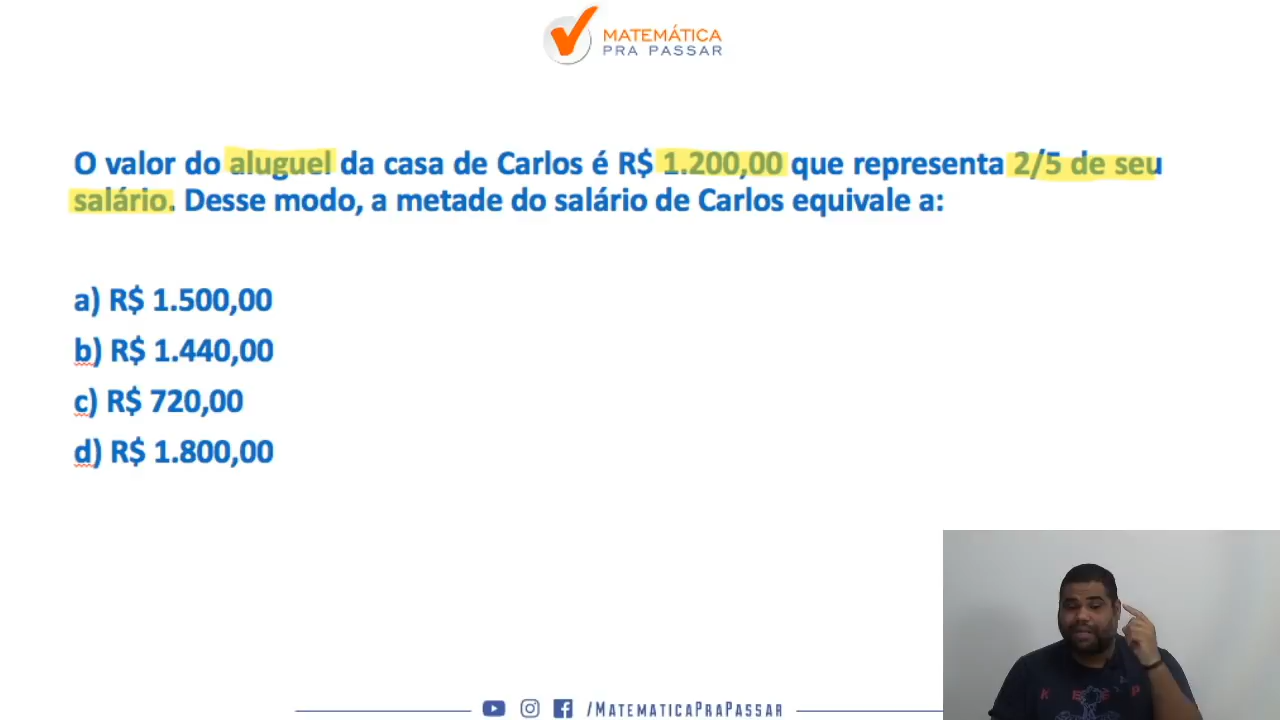 MATEMÁTICA
PRA PASSAR
O valor do aluguel da casa de Carlos é R$ 1.200,00 que representa 2/5 de seu
salário. Desse modo, a metade do salário de Carlos equivale a:
a) R$ 1.500,00
b) R$ 1.440,00
c) R$ 720,00
d) R$ 1.800,00
K E E P
/MATEMATICAPRAPASSAR